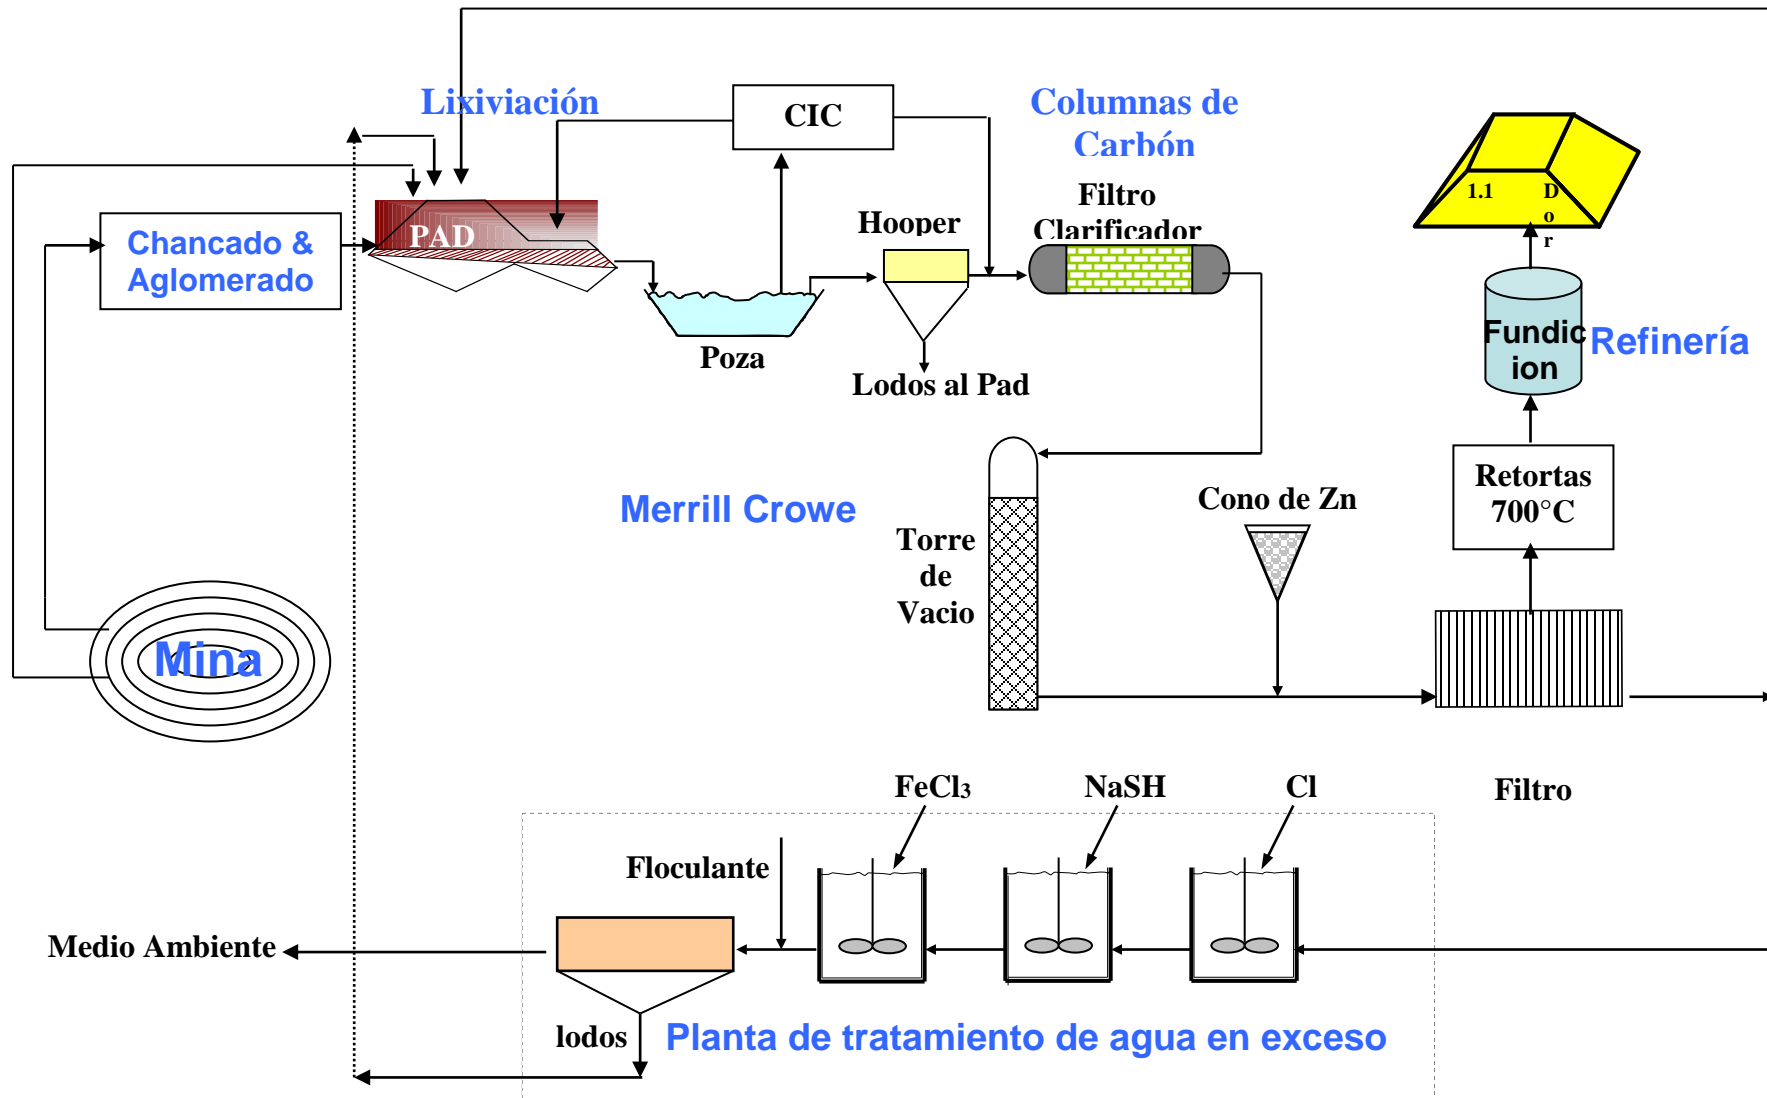 Lixiviación
CIC
Columnas de
Carbón
Filtro
Clarificador
Hooper
Chancado &
Aglomerado
PAD
Poza
Lodos al Pad
1.1
D
o
r
Fundic
ion
Refinería
Retortas
700°C
Merrill Crowe
Cono de Zn
Torre
de
Vacio
Mina
FeCl3
NaSH
Cl
Filtro
Floculante
Medio Ambiente
lodos
Planta de tratamiento de agua en exceso